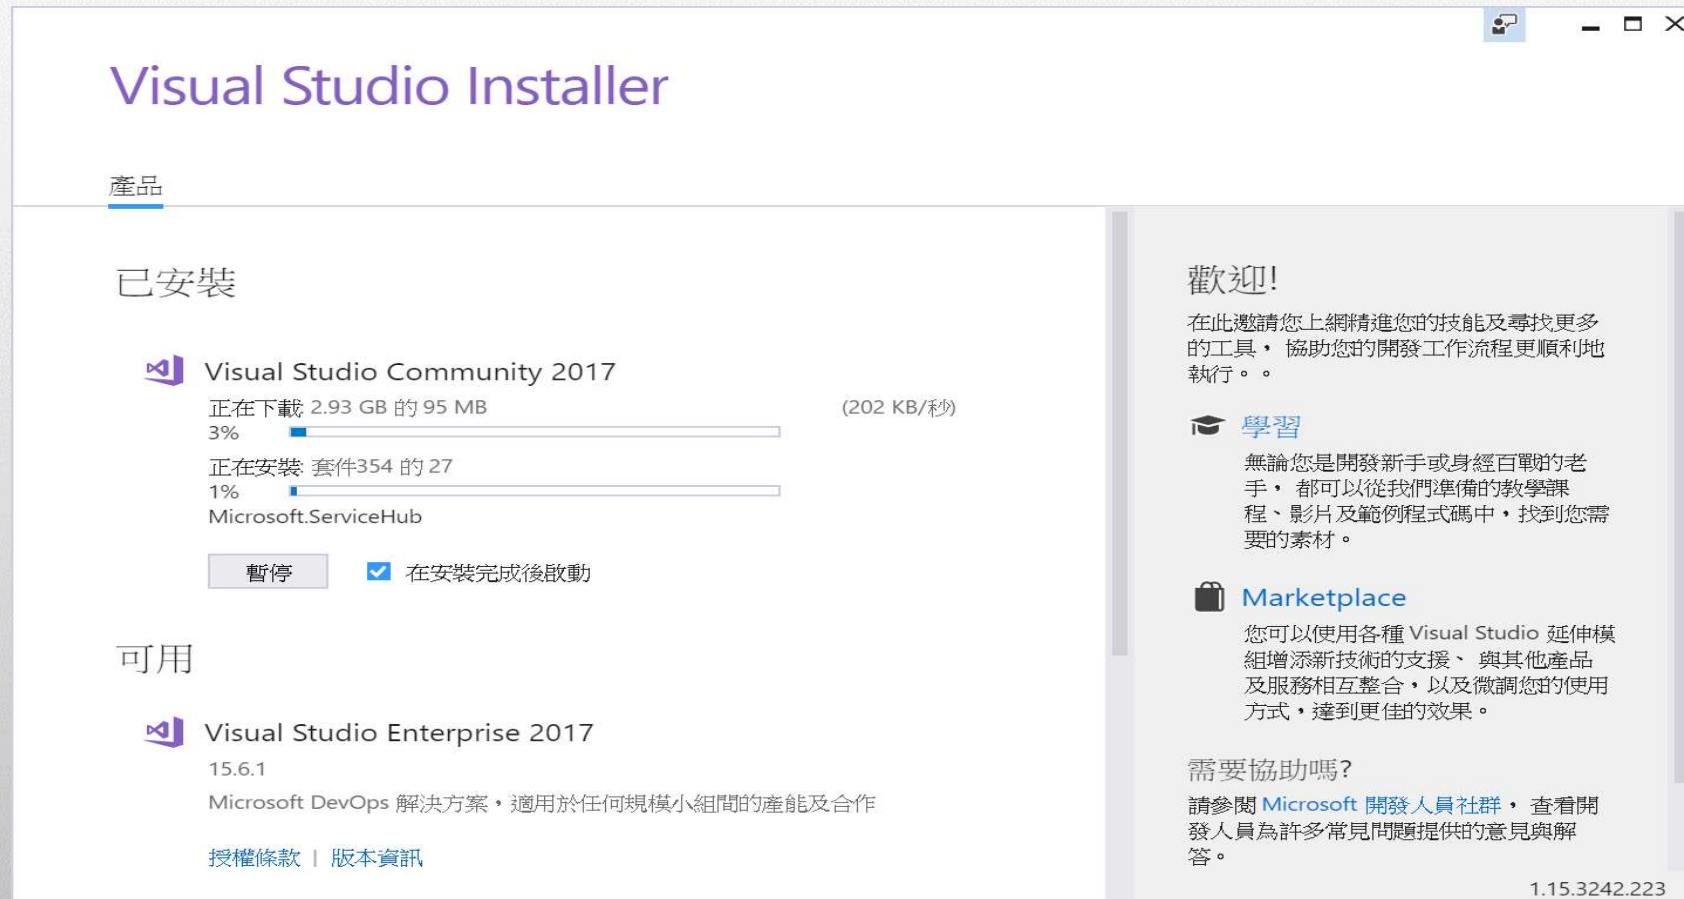 Visual Studio Installer
產品
已安裝
Visual Studio Community 2017
正在下載: 2.93 GB 的 95 MB (202 KB/秒)
3%
正在安裝: 套件354 的 27
1%
Microsoft.ServiceHub
暫停 在安裝完成後啟動
可用
Visual Studio Enterprise 2017
15.6.1
Microsoft DevOps 解決方案，適用於任何規模小組間的產能及合作
授權條款 | 版本資訊
歡迎!
在此邀請您上網精進您的技能及尋找更多
的工具， 協助您的開發工作流程更順利地
執行。。
學習
無論您是開發新手或身經百戰的老
手， 都可以從我們準備的教學課
程、影片及範例程式碼中，找到您需
要的素材。
Marketplace
您可以使用各種 Visual Studio 延伸模
組增添新技術的支援、 與其他產品
及服務相互整合，以及微調您的使用
方式，達到更佳的效果。
需要協助嗎?
請參閱 Microsoft 開發人員社群， 查看開
發人員為許多常見問題提供的意見與解
答。
1.15.3242.223